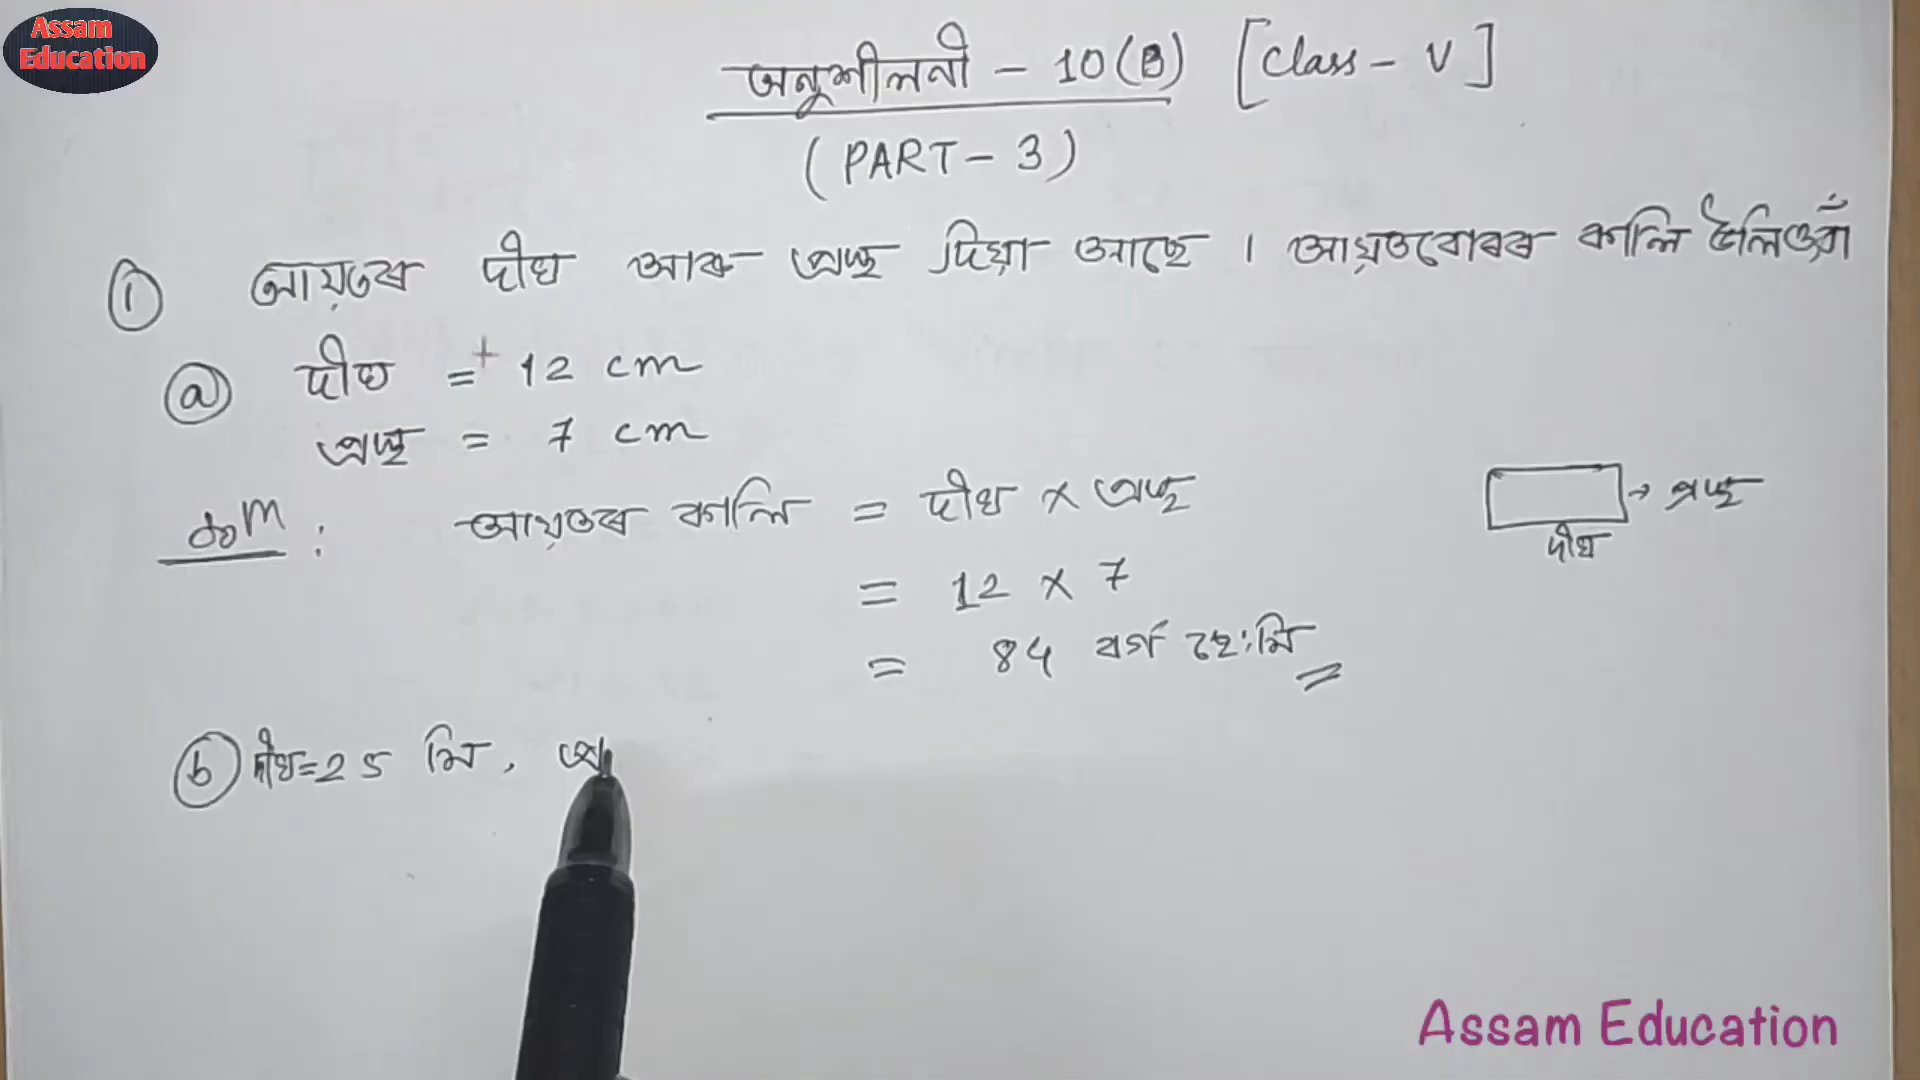 Assam
Education
অনুশীলনী - 10 (B) [Class - V]
(PART - 3)
① আয়তৰ দীঘ আৰু প্ৰস্থ দিয়া আছে । আয়তবোৰৰ কালি উলিওৱাঁ
ⓐ দীঘ = 12 cm
প্ৰস্থ = 7 cm
: আয়তৰ কালি = দীঘ × প্ৰস্থ
→ প্ৰস্থ
দীঘ
= 12 × 7
= 84 বৰ্গ ছে:মি
ⓑ দীঘ = 25 মি, প্ৰ
Assam Education